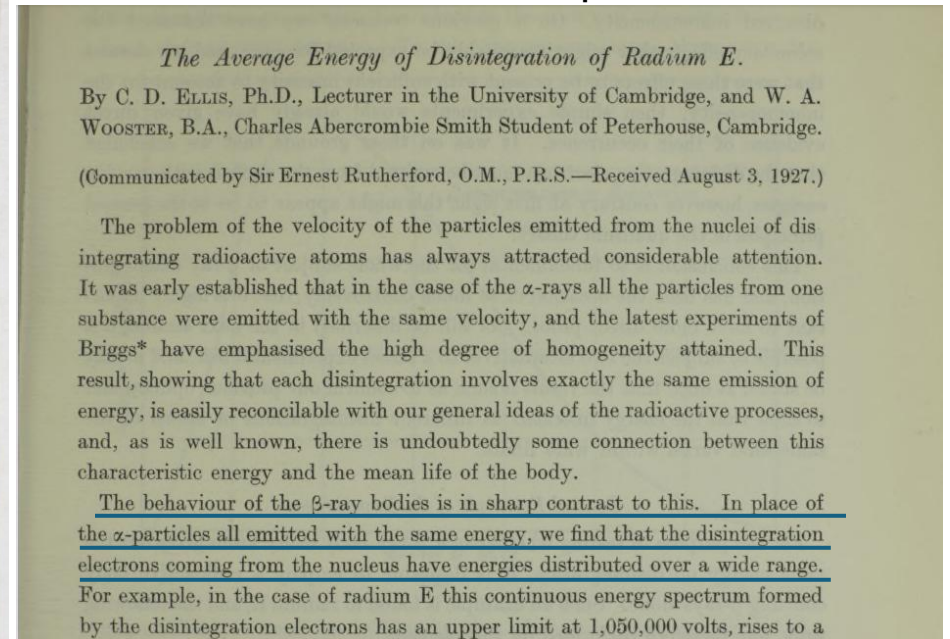 The Average Energy of Disintegration of Radium E.
By C. D. ELLIS, Ph.D., Lecturer in the University of Cambridge, and W. A.
WOOSTER, B.A., Charles Abercrombie Smith Student of Peterhouse, Cambridge.
(Communicated by Sir Ernest Rutherford, O.M., P.R.S.—Received August 3, 1927.)
The problem of the velocity of the particles emitted from the nuclei of dis
integrating radioactive atoms has always attracted considerable attention.
It was early established that in the case of the α-rays all the particles from one
substance were emitted with the same velocity, and the latest experiments of
Briggs* have emphasised the high degree of homogeneity attained. This
result, showing that each disintegration involves exactly the same emission of
energy, is easily reconcilable with our general ideas of the radioactive processes,
and, as is well known, there is undoubtedly some connection between this
characteristic energy and the mean life of the body.
The behaviour of the β-ray bodies is in sharp contrast to this. In place of
the α-particles all emitted with the same energy, we find that the disintegration
electrons coming from the nucleus have energies distributed over a wide range.
For example, in the case of radium E this continuous energy spectrum formed
by the disintegration electrons has an upper limit at 1,050,000 volts, rises to a